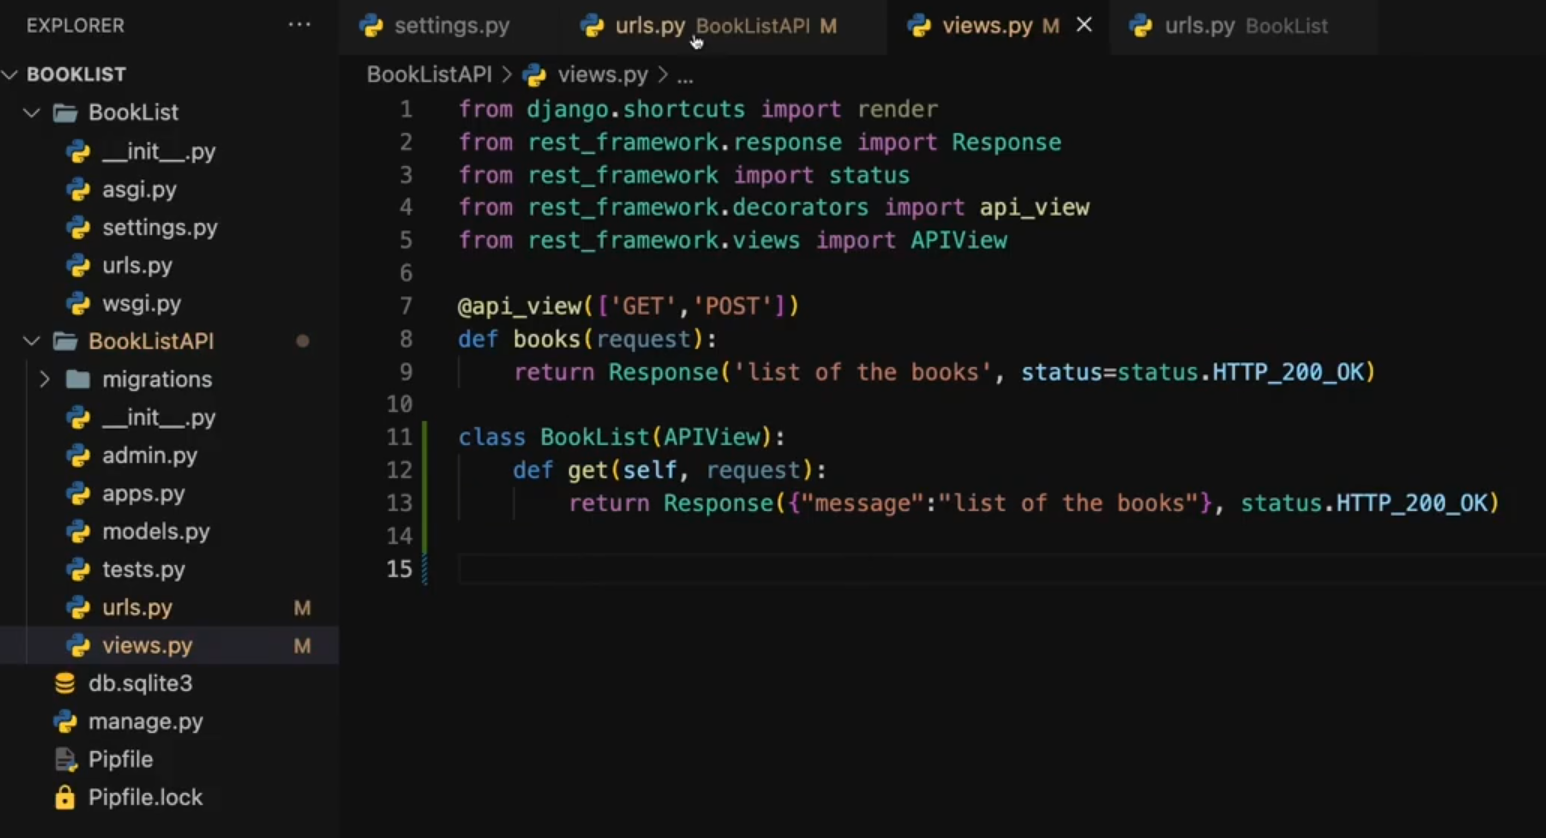 EXPLORER
...
settings.py
urls.py BookListAPI M
views.py M
urls.py BookList
BOOKLIST
BookListAPI > views.py > ...
BookList
__init__.py
asgi.py
settings.py
urls.py
wsgi.py
BookListAPI
migrations
__init__.py
admin.py
apps.py
models.py
tests.py
urls.py M
views.py M
db.sqlite3
manage.py
Pipfile
Pipfile.lock
1 from django.shortcuts import render
2 from rest_framework.response import Response
3 from rest_framework import status
4 from rest_framework.decorators import api_view
5 from rest_framework.views import APIView
6
7 @api_view(['GET','POST'])
8 def books(request):
9     return Response('list of the books', status=status.HTTP_200_OK)
10
11 class BookList(APIView):
12     def get(self, request):
13         return Response({"message":"list of the books"}, status.HTTP_200_OK)
14
15